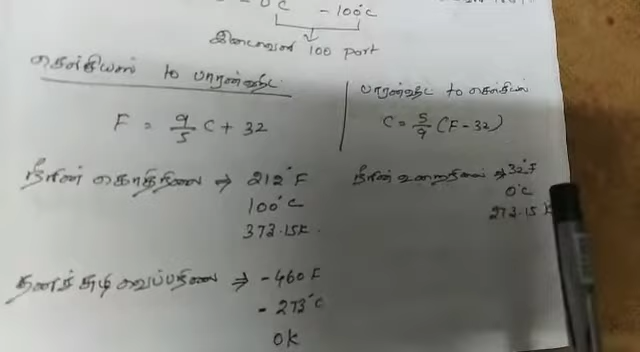 0°C - 100°C
இடைவெளி 100 part
செல்சியஸ் to பாரன்ஹீட்
F = 9/5 C + 32
பாரன்ஹீட் to செல்சியஸ்
C = 5/9 (F - 32)
நீரின் கொதிநிலை ⇒ 212°F
100°C
373.15K.
நீரின் உறைநிலை ⇒ 32°F
0°C
273.15 K
தனிச்சுழி வெப்பநிலை ⇒ -460F
- 273°C
0K